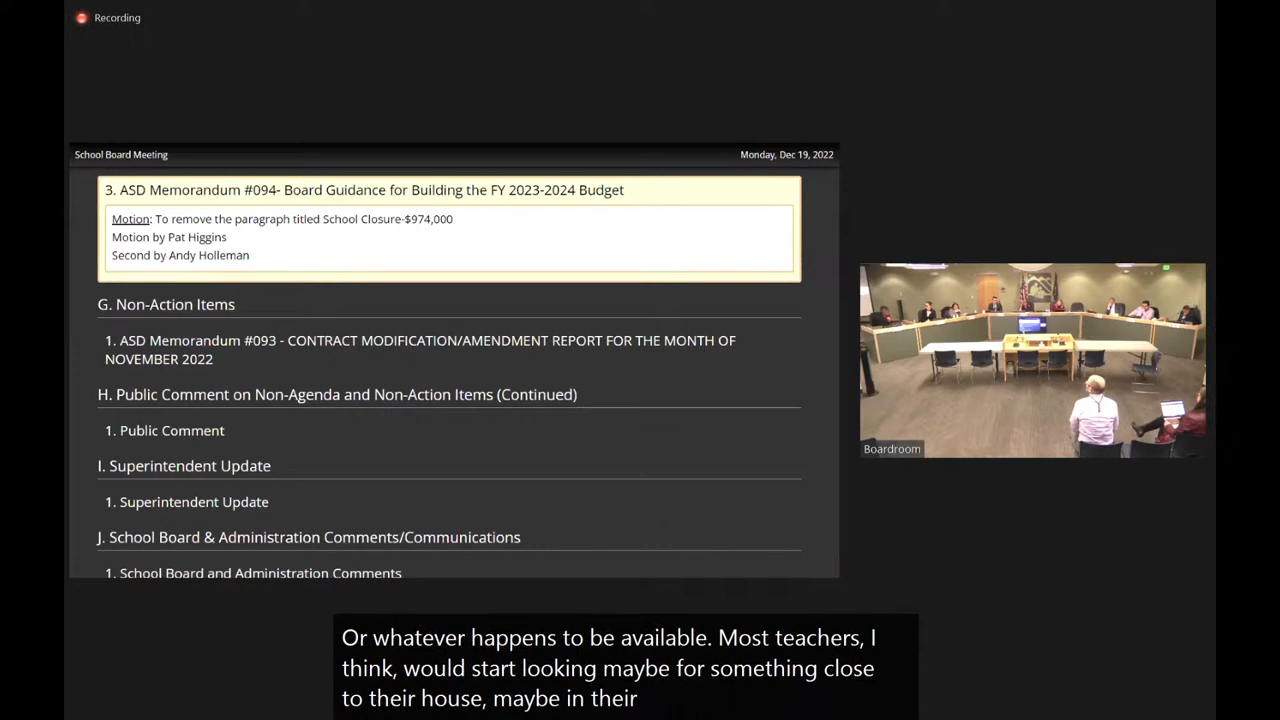 Recording
School Board Meeting
Monday, Dec 19, 2022
3. ASD Memorandum #094- Board Guidance for Building the FY 2023-2024 Budget
Motion: To remove the paragraph titled School Closure-$974,000
Motion by Pat Higgins
Second by Andy Holleman
G. Non-Action Items
1. ASD Memorandum #093 - CONTRACT MODIFICATION/AMENDMENT REPORT FOR THE MONTH OF
NOVEMBER 2022
H. Public Comment on Non-Agenda and Non-Action Items (Continued)
1. Public Comment
I. Superintendent Update
1. Superintendent Update
J. School Board & Administration Comments/Communications
1. School Board and Administration Comments
Boardroom
Or whatever happens to be available. Most teachers, I
think, would start looking maybe for something close
to their house, maybe in their